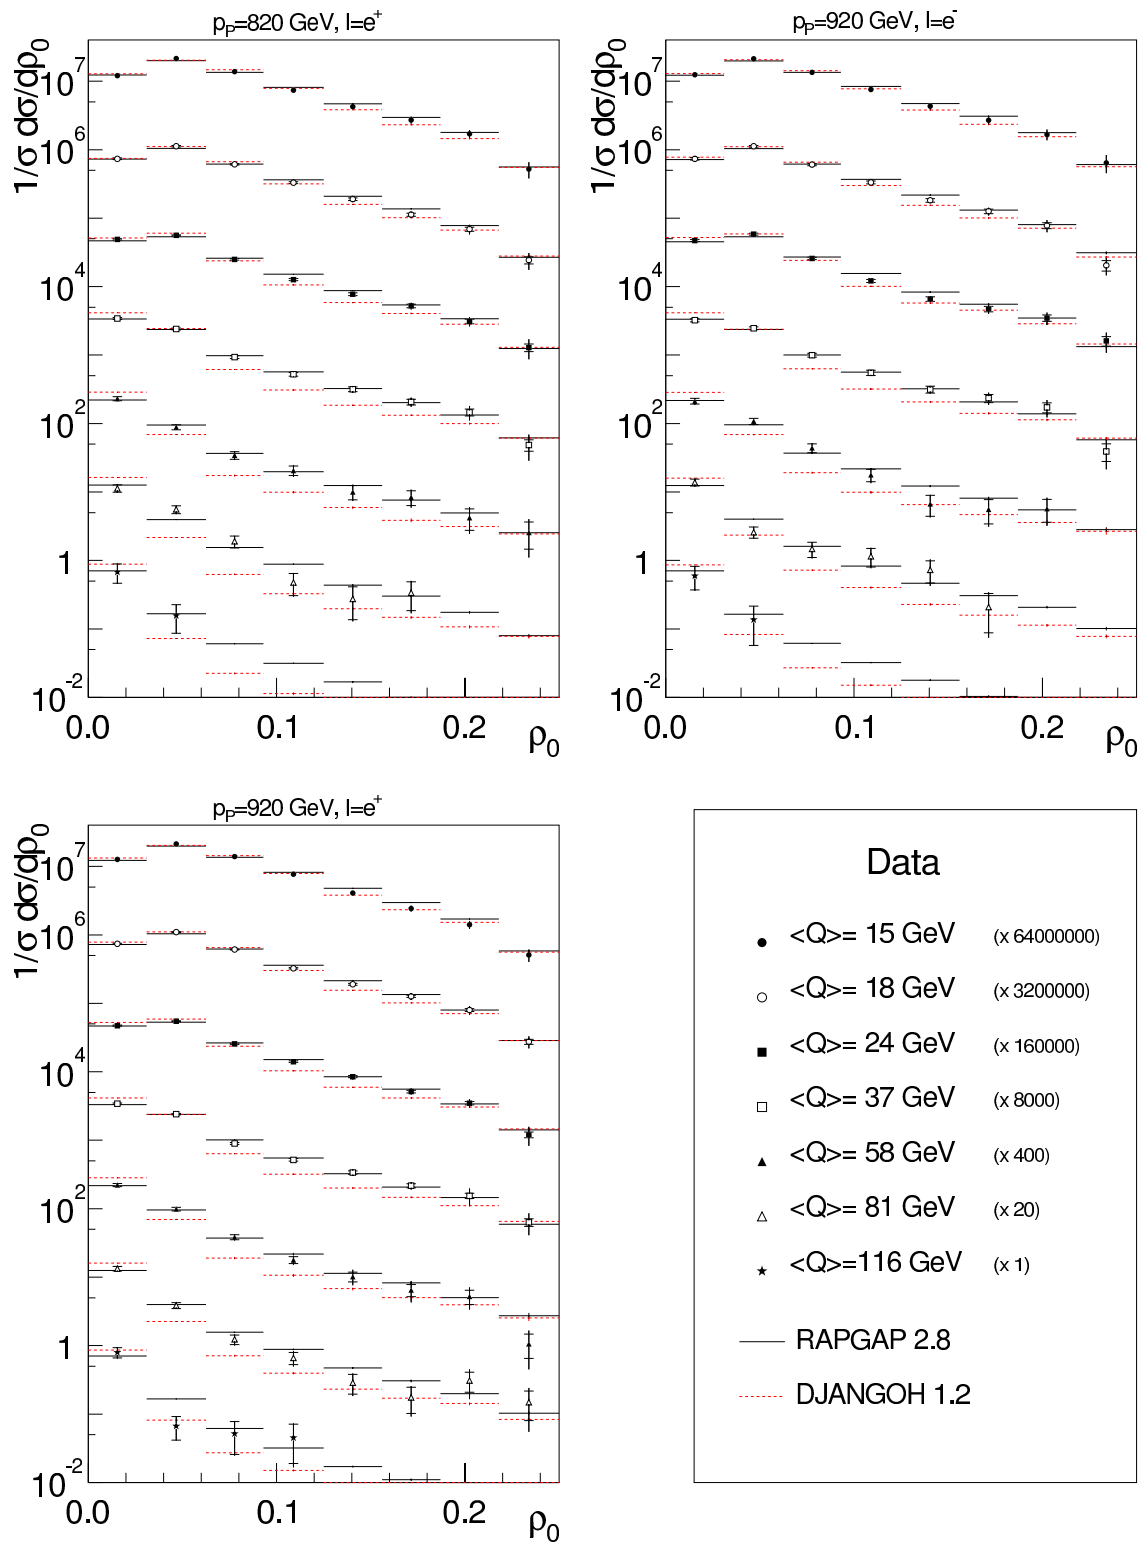 p_P=820 GeV, l=e^+
1/σ dσ/dρ_0
10^7
10^6
10^4
10^2
1
10^-2
0.0 0.1 0.2
ρ_0
p_P=920 GeV, l=e^-
1/σ dσ/dρ_0
10^7
10^6
10^4
10^2
1
10^-2
0.0 0.1 0.2
ρ_0
p_P=920 GeV, l=e^+
1/σ dσ/dρ_0
10^7
10^6
10^4
10^2
1
10^-2
0.0 0.1 0.2
ρ_0
Data
<Q>= 15 GeV (x 64000000)
<Q>= 18 GeV (x 3200000)
<Q>= 24 GeV (x 160000)
<Q>= 37 GeV (x 8000)
<Q>= 58 GeV (x 400)
<Q>= 81 GeV (x 20)
<Q>=116 GeV (x 1)
RAPGAP 2.8
DJANGOH 1.2